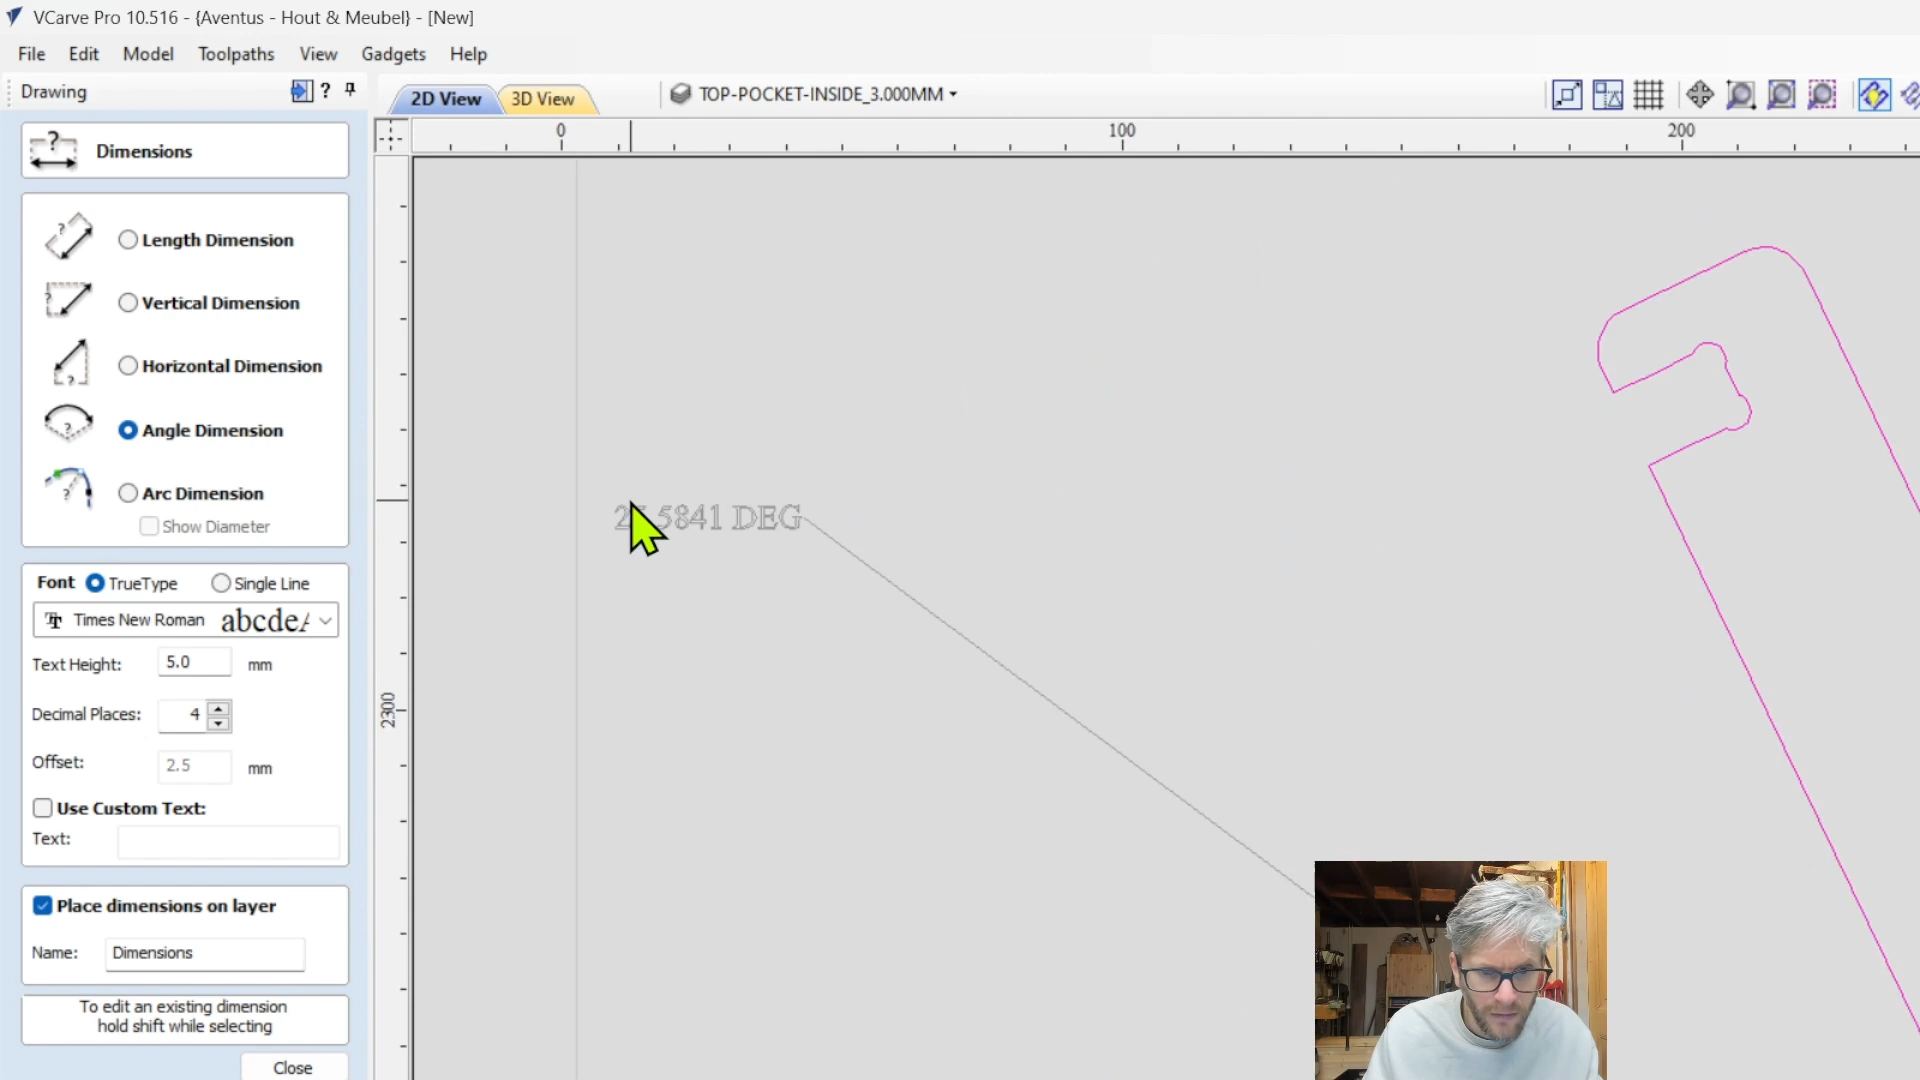 VCarve Pro 10.516 - {Aventus - Hout & Meubel} - [New]
File Edit Model Toolpaths View Gadgets Help
Drawing
?
2D View
3D View
TOP-POCKET-INSIDE_3.000MM
Dimensions
0
100
200
Length Dimension
Vertical Dimension
Horizontal Dimension
Angle Dimension
Arc Dimension
Show Diameter
DEG
Font TrueType Single Line
Times New Roman
Text Height: 5.0 mm
Decimal Places: 4
2300
Offset: 2.5 mm
Use Custom Text:
Text:
Place dimensions on layer
Name: Dimensions
To edit an existing dimension
hold shift while selecting
Close